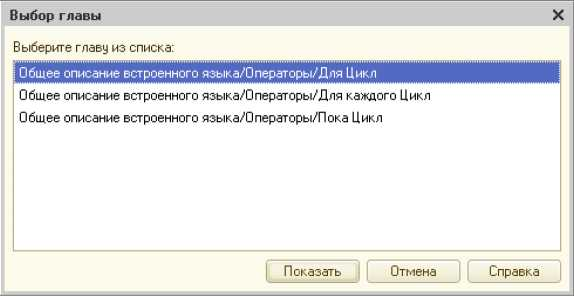 Выбор главы
Выберите главу из списка:
Общее описание встроенного языка/Операторы/Для Цикл
Общее описание встроенного языка/Операторы/Для каждого Цикл
Общее описание встроенного языка/Операторы/Пока Цикл
Показать Отмена Справка